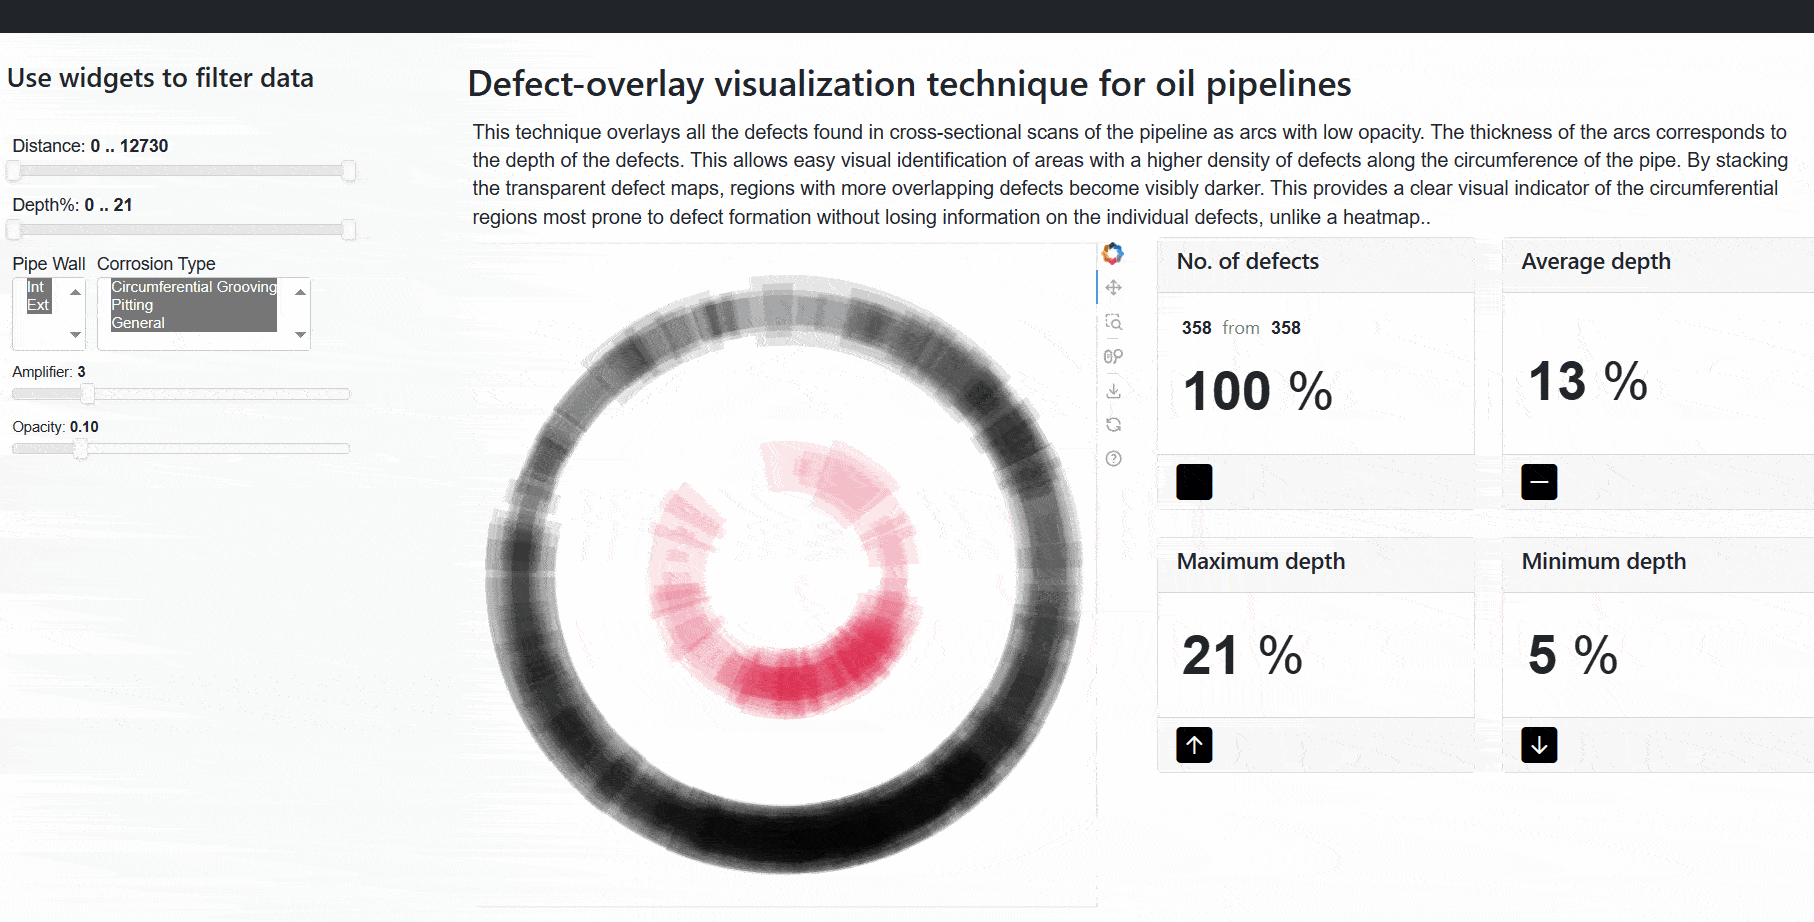 Use widgets to filter data
Distance: 0 .. 12730
Depth%: 0 .. 21
Pipe Wall
Int
Ext
Corrosion Type
Circumferential Grooving
Pitting
General
Amplifier: 3
Opacity: 0.10
Defect-overlay visualization technique for oil pipelines
This technique overlays all the defects found in cross-sectional scans of the pipeline as arcs with low opacity. The thickness of the arcs corresponds to
the depth of the defects. This allows easy visual identification of areas with a higher density of defects along the circumference of the pipe. By stacking
the transparent defect maps, regions with more overlapping defects become visibly darker. This provides a clear visual indicator of the circumferential
regions most prone to defect formation without losing information on the individual defects, unlike a heatmap..
No. of defects
358 from 358
100 %
Average depth
13 %
Maximum depth
21 %
Minimum depth
5 %